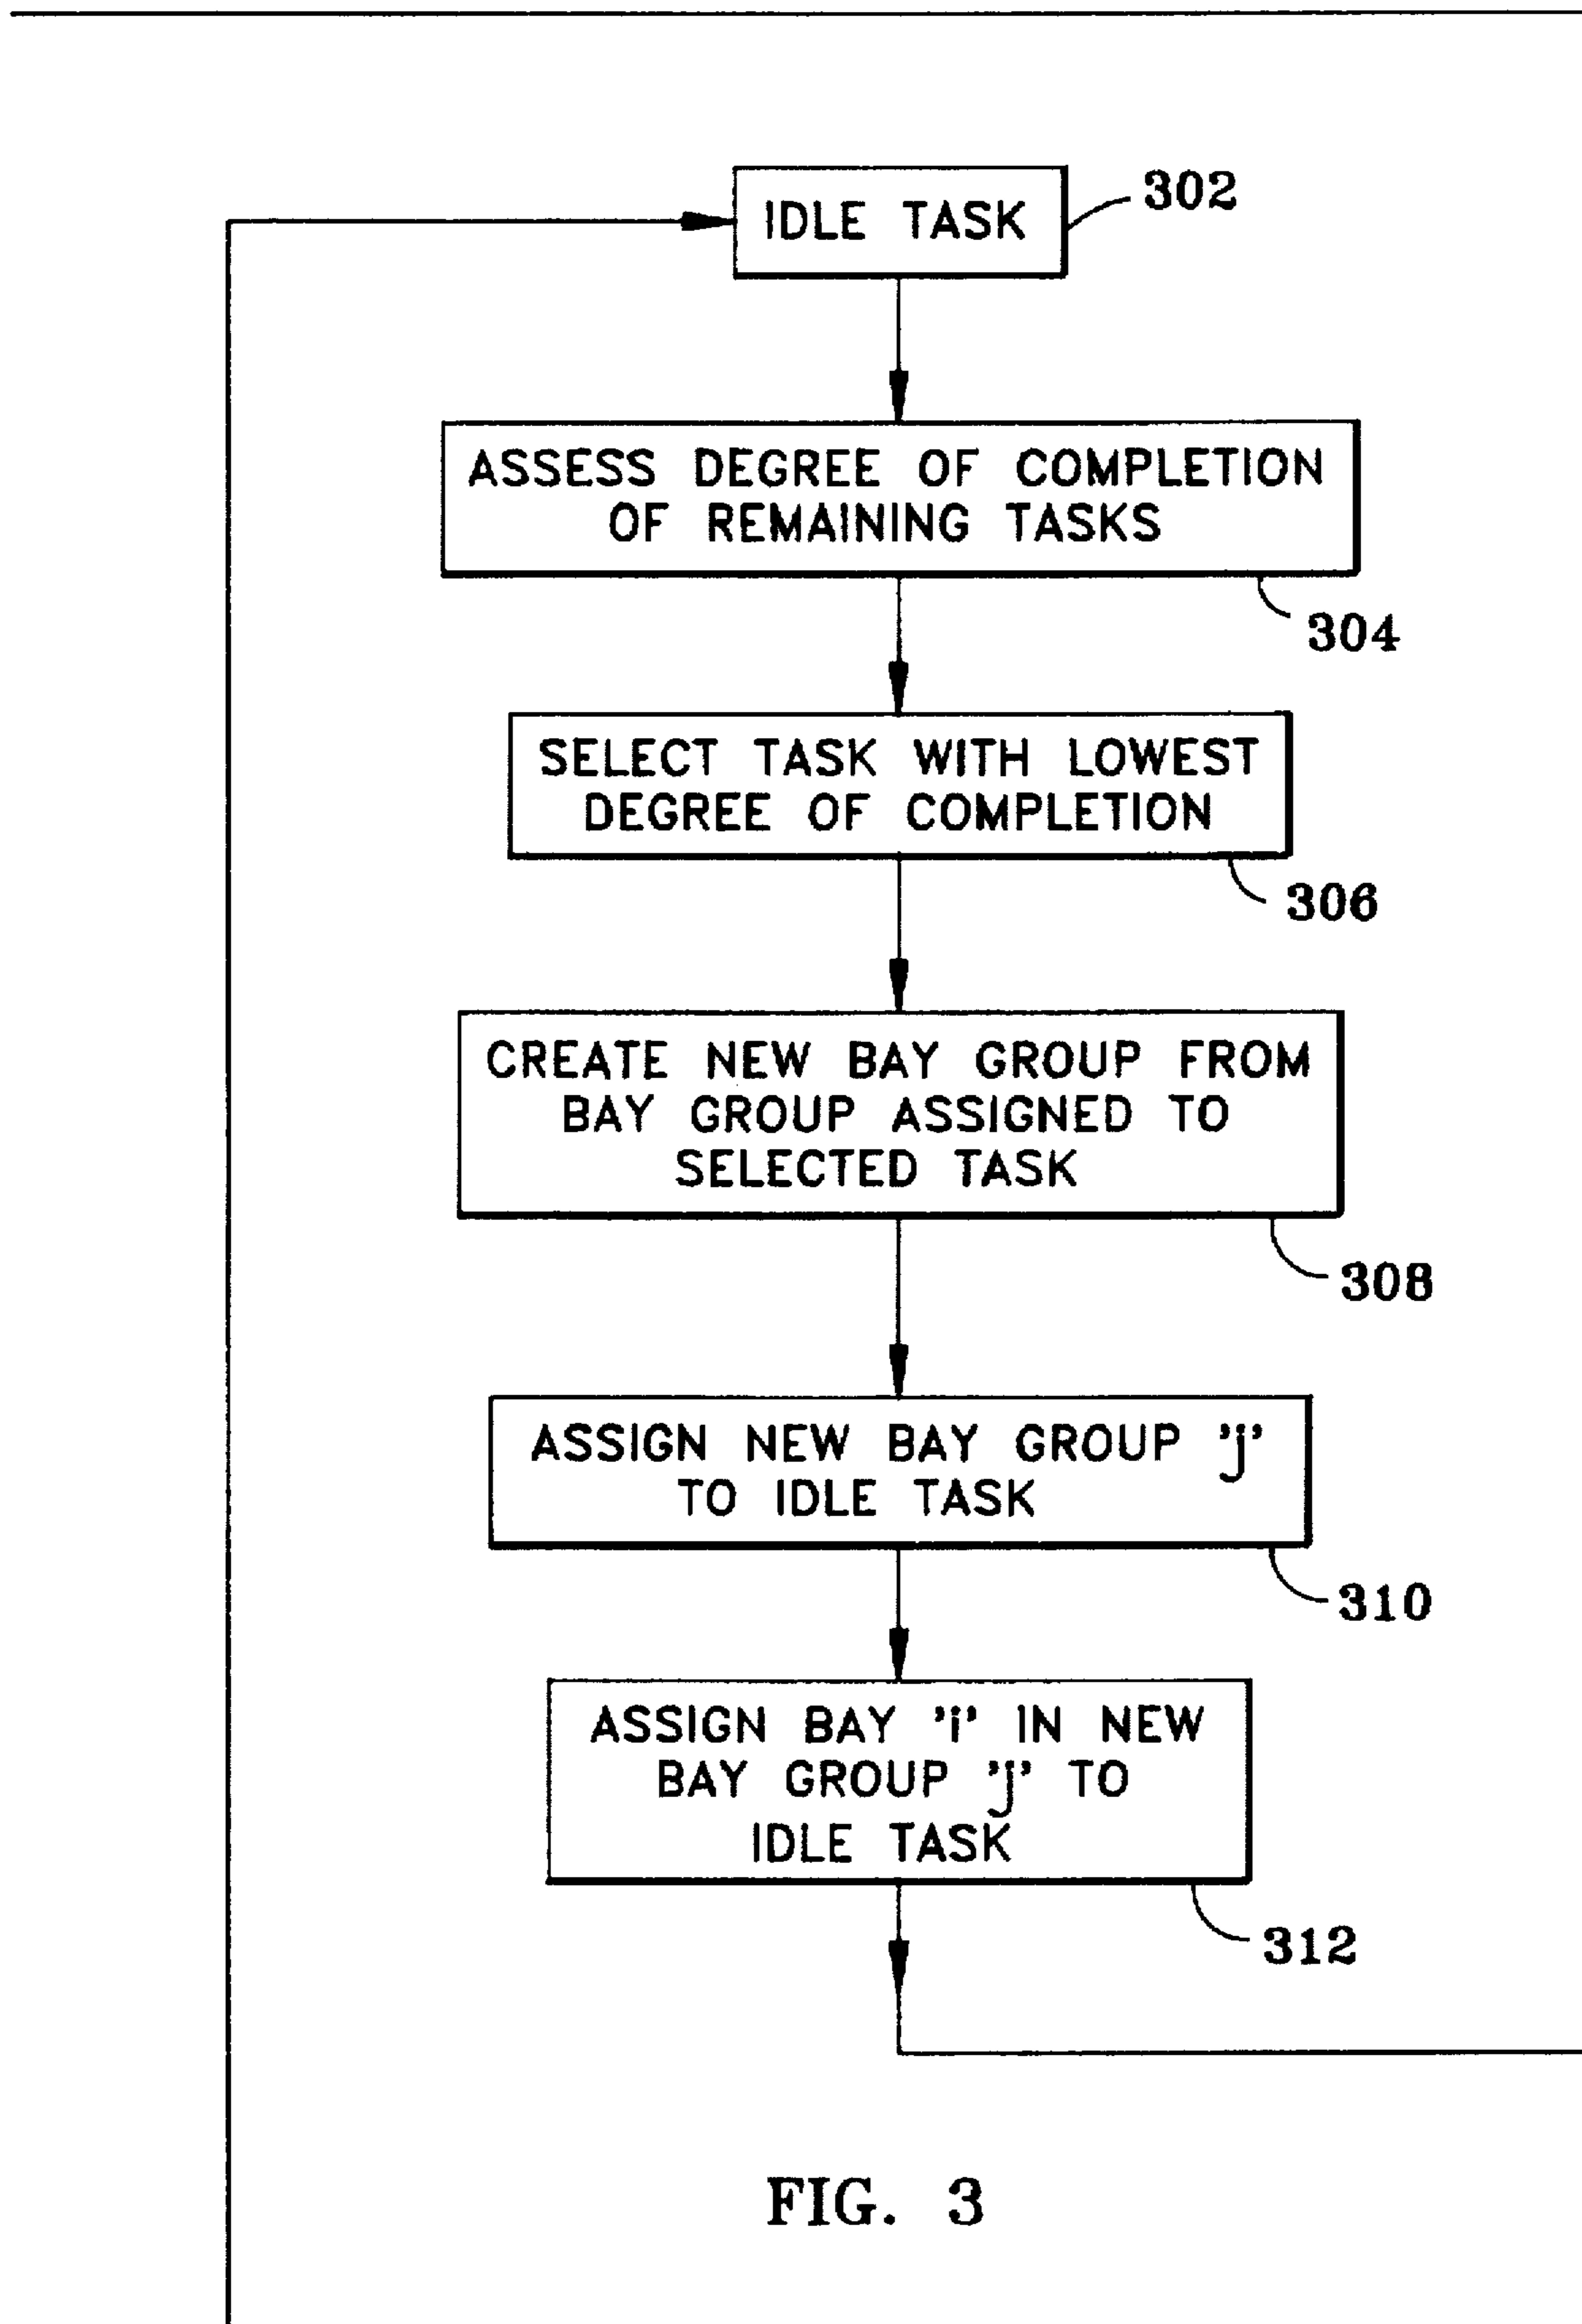 IDLE TASK
302
ASSESS DEGREE OF COMPLETION
OF REMAINING TASKS
304
SELECT TASK WITH LOWEST
DEGREE OF COMPLETION
306
CREATE NEW BAY GROUP FROM
BAY GROUP ASSIGNED TO
SELECTED TASK
308
ASSIGN NEW BAY GROUP 'j'
TO IDLE TASK
310
ASSIGN BAY 'i' IN NEW
BAY GROUP 'j' TO
IDLE TASK
312
FIG. 3